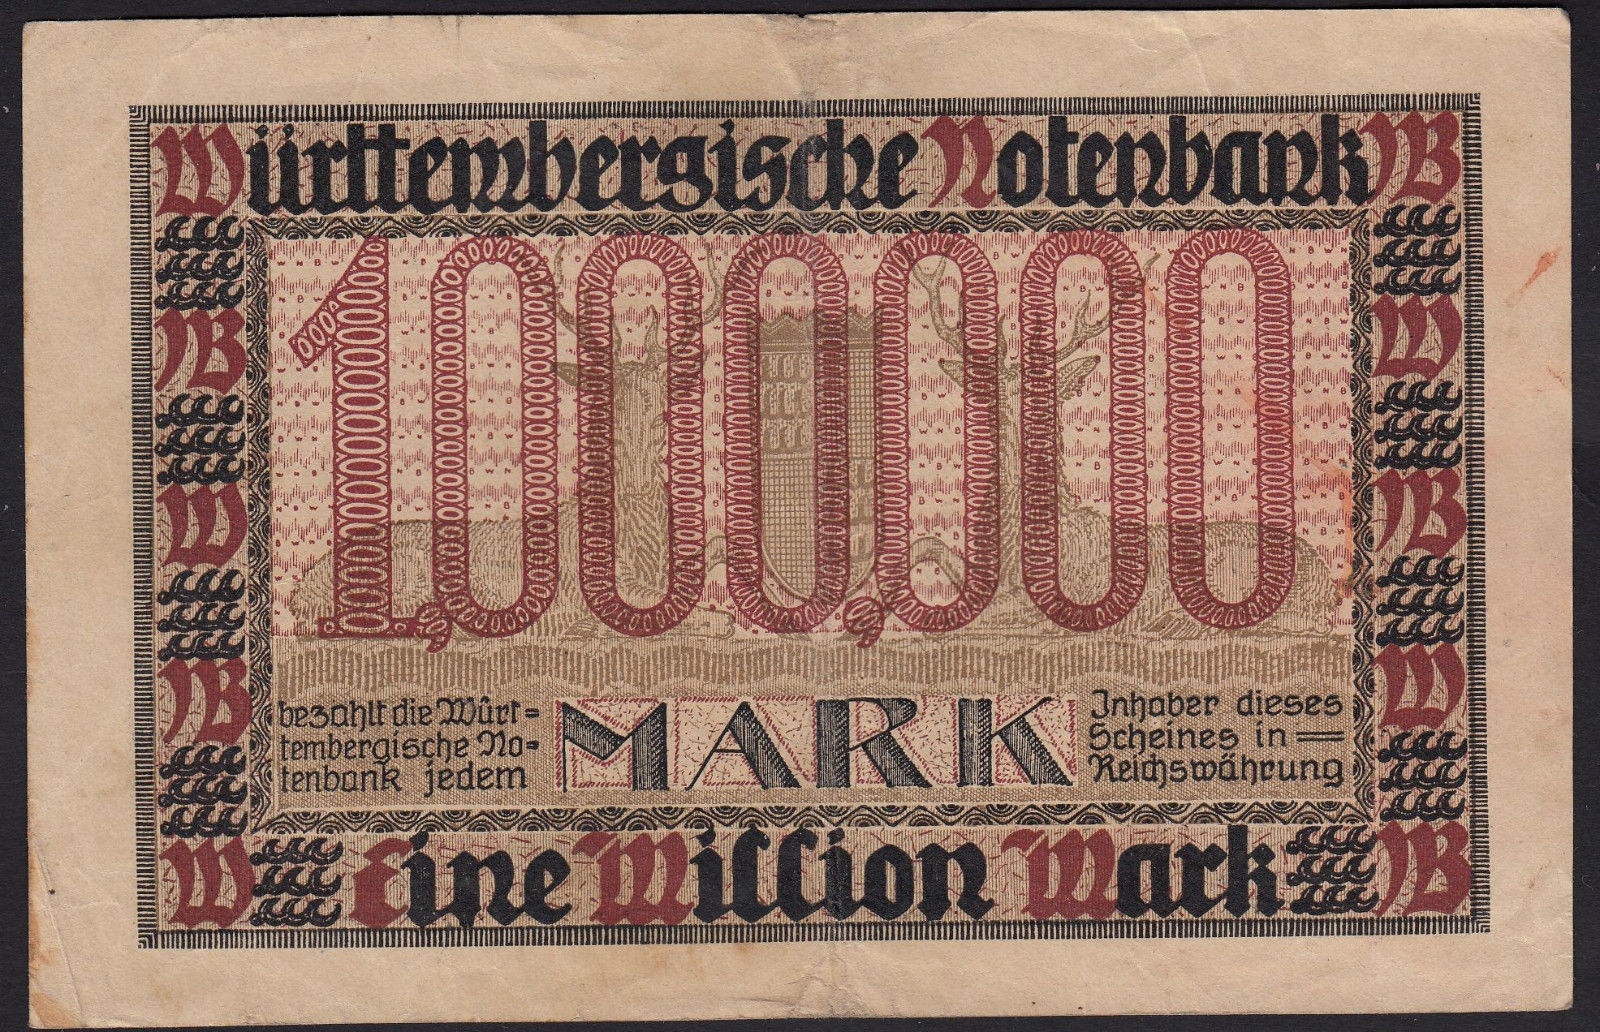 Württembergische Notenbank
1.000.000
bezahlt die Würt=
tembergische No=
tenbank jedem
MARK
Inhaber dieses
Scheines in
Reichswährung
Eine Million Mark